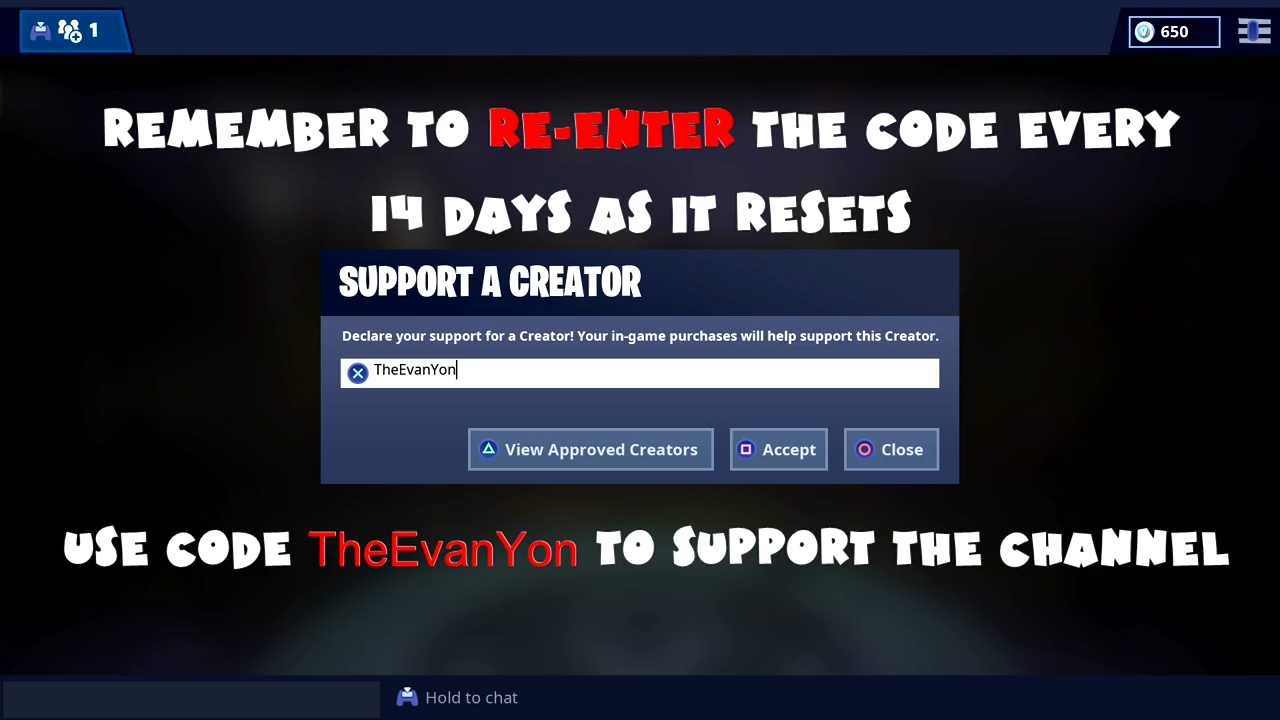 1
650
REMEMBER TO RE-ENTER THE CODE EVERY
14 DAYS AS IT RESETS
SUPPORT A CREATOR
Declare your support for a Creator! Your in-game purchases will help support this Creator.
TheEvanYon
View Approved Creators
Accept
Close
USE CODE TheEvanYon TO SUPPORT THE CHANNEL
Hold to chat